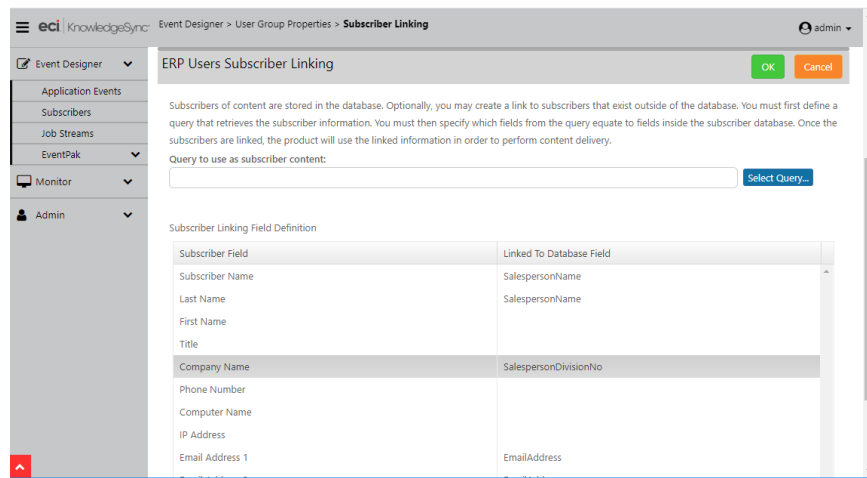 eci KnowledgeSync
Event Designer > User Group Properties > Subscriber Linking
admin
Event Designer
Application Events
Subscribers
Job Streams
EventPak
Monitor
Admin
ERP Users Subscriber Linking
OK
Cancel
Subscribers of content are stored in the database. Optionally, you may create a link to subscribers that exist outside of the database. You must first define a
query that retrieves the subscriber information. You must then specify which fields from the query equate to fields inside the subscriber database. Once the
subscribers are linked, the product will use the linked information in order to perform content delivery.
Query to use as subscriber content:
Select Query...
Subscriber Linking Field Definition
Subscriber Field Linked To Database Field
Subscriber Name SalespersonName
Last Name SalespersonName
First Name
Title
Company Name SalespersonDivisionNo
Phone Number
Computer Name
IP Address
Email Address 1 EmailAddress